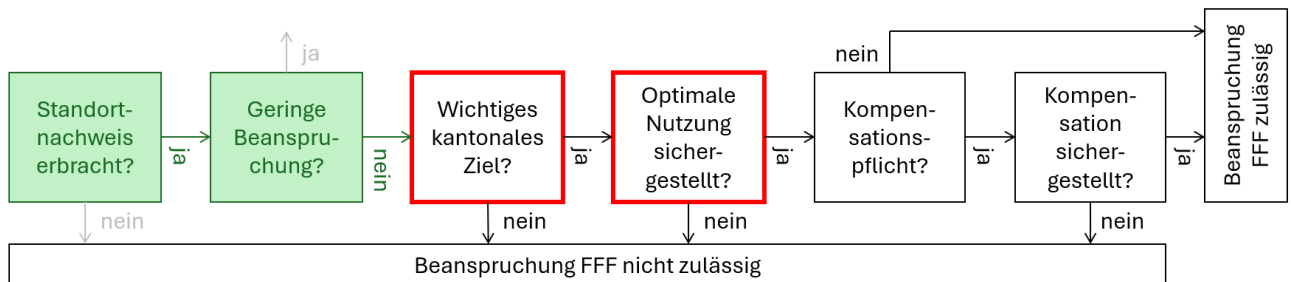 ja
nein
Standort-
nachweis
erbracht?
ja
Geringe
Beanspru-
chung?
nein
Wichtiges
kantonales
Ziel?
ja
Optimale
Nutzung
sicher-
gestellt?
ja
Kompen-
sations-
pflicht?
ja
Kompen-
sation
sicher-
gestellt?
ja
Beanspruchung
FFF zulässig
nein
nein
nein
nein
Beanspruchung FFF nicht zulässig